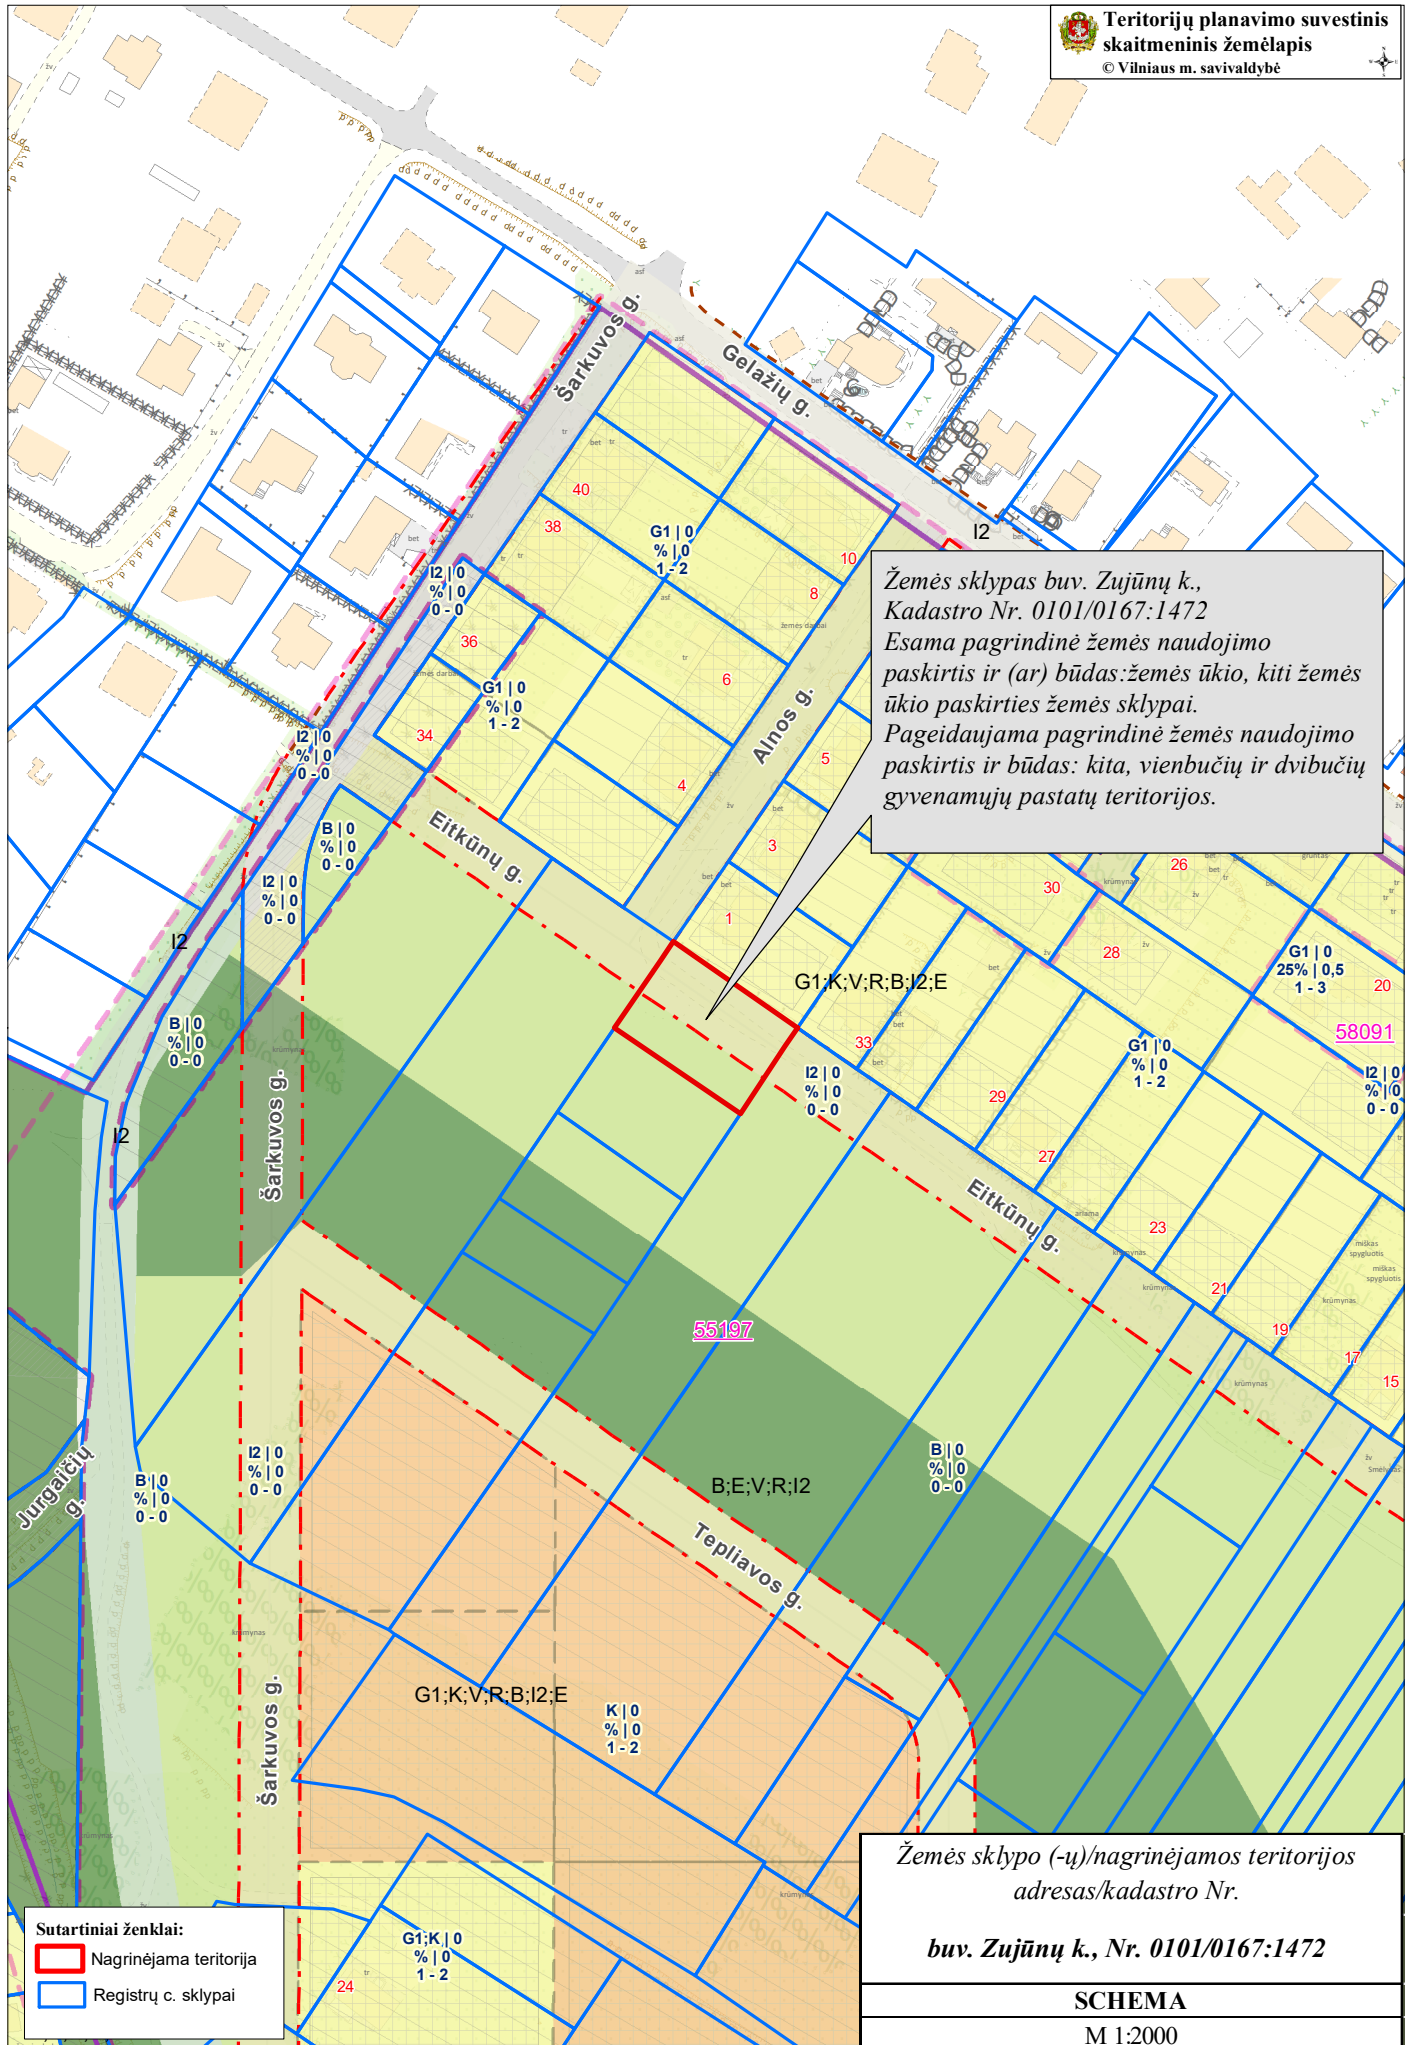 Teritorijų planavimo suvestinis
skaitmeninis žemėlapis
© Vilniaus m. savivaldybė
Šarkuvos g.
Gelažių g.
I2
40
38
G1 | 0
% | 0
1 - 2
10
8
I2 | 0
% | 0
0 - 0
36
6
G1 | 0
% | 0
1 - 2
34
4
Alnos g.
5
3
1
Žemės sklypas buv. Zujūnų k.,
Kadastro Nr. 0101/0167:1472
Esama pagrindinė žemės naudojimo
paskirtis ir (ar) būdas:žemės ūkio, kiti žemės
ūkio paskirties žemės sklypai.
Pageidaujama pagrindinė žemės naudojimo
paskirtis ir būdas: kita, vienbučių ir dvibučių
gyvenamųjų pastatų teritorijos.
I2 | 0
% | 0
0 - 0
B | 0
% | 0
0 - 0
I2 | 0
% | 0
0 - 0
Eitkūnų g.
26
30
28
G1 | 0
25% | 0,5
1 - 3
20
58091
I2
G1;K;V;R;B;I2;E
33
I2 | 0
% | 0
0 - 0
G1 | 0
% | 0
1 - 2
I2 | 0
% | 0
0 - 0
B | 0
% | 0
0 - 0
I2
Šarkuvos g.
29
27
23
21
19
17
15
Eitkūnų g.
krūmynas
miškas
spygluotis
miškas
spygluotis
55197
B | 0
% | 0
0 - 0
B;E;V;R;I2
Jurgaičių
g.
B | 0
% | 0
0 - 0
I2 | 0
% | 0
0 - 0
Tepliavos g.
Šarkuvos g.
G1;K;V;R;B;I2;E
K | 0
% | 0
1 - 2
G1;K | 0
% | 0
1 - 2
24
Sutartiniai ženklai:
Nagrinėjama teritorija
Registrų c. sklypai
Žemės sklypo (-ų)/nagrinėjamos teritorijos
adresas/kadastro Nr.
buv. Zujūnų k., Nr. 0101/0167:1472
SCHEMA
M 1:2000